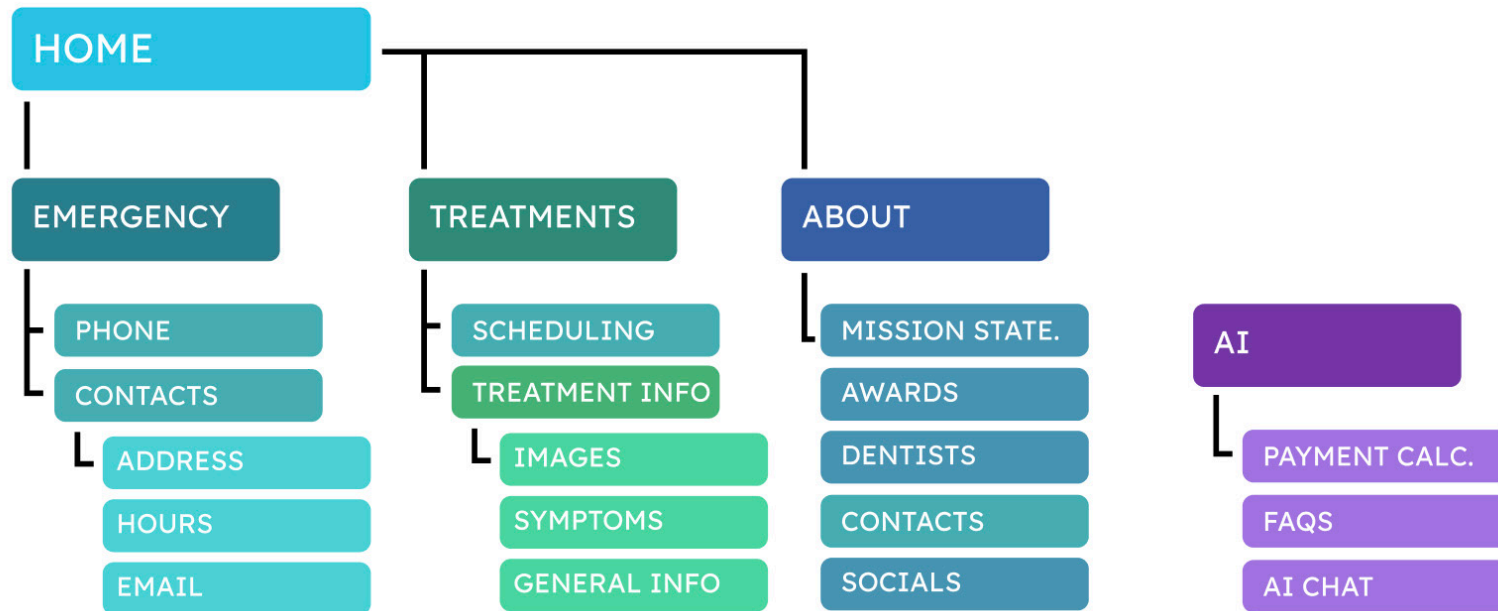 HOME
EMERGENCY
PHONE
CONTACTS
ADDRESS
HOURS
EMAIL
TREATMENTS
SCHEDULING
TREATMENT INFO
IMAGES
SYMPTOMS
GENERAL INFO
ABOUT
MISSION STATE.
AWARDS
DENTISTS
CONTACTS
SOCIALS
AI
PAYMENT CALC.
FAQS
AI CHAT